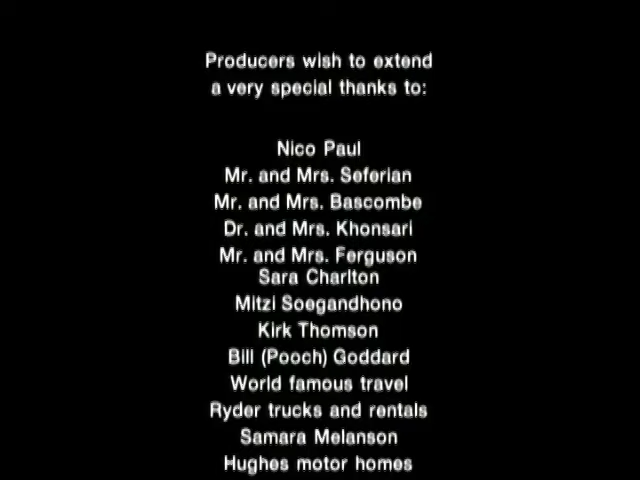 Producers wish to extend
a very special thanks to:
Nico Paul
Mr. and Mrs. Seferian
Mr. and Mrs. Bascombe
Dr. and Mrs. Khonsari
Mr. and Mrs. Ferguson
Sara Charlton
Mitzi Soegandhono
Kirk Thomson
Bill (Pooch) Goddard
World famous travel
Ryder trucks and rentals
Samara Melanson
Hughes motor homes